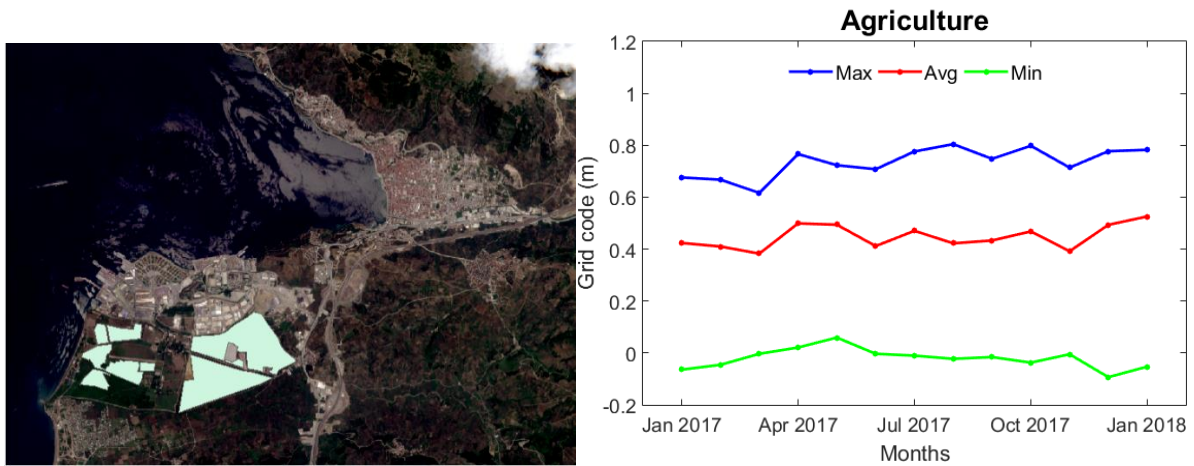 Agriculture
1.2
Max Avg Min
1
0.8
0.6
0.4
0.2
0
-0.2
Grid code (m)
Jan 2017 Apr 2017 Jul 2017 Oct 2017 Jan 2018
Months